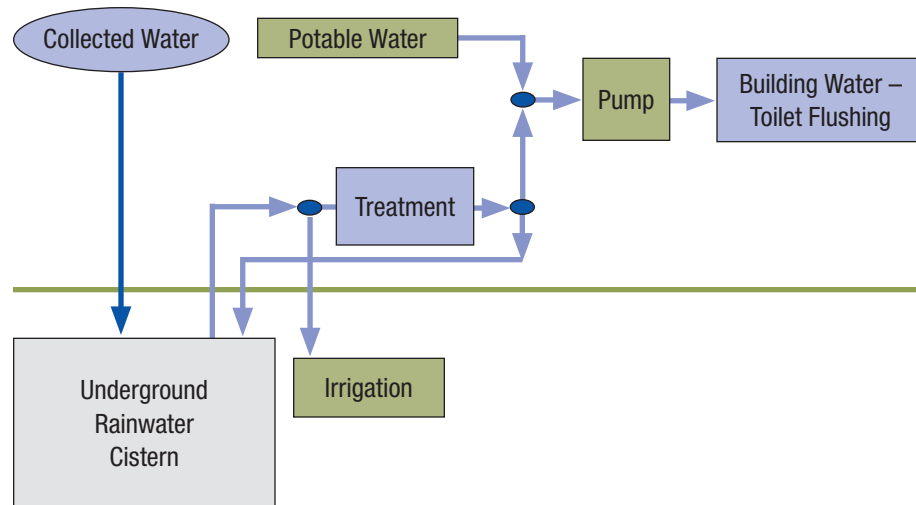 Collected Water
Potable Water
Pump
Building Water –
Toilet Flushing
Treatment
Underground
Rainwater
Cistern
Irrigation